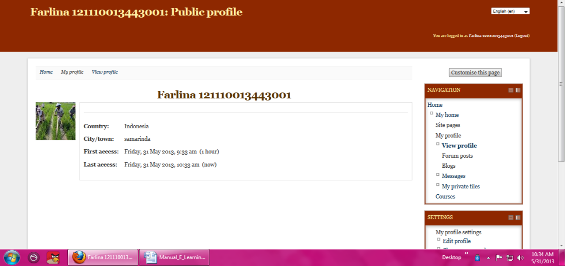 Farlina 121110013443001: Public profile
English (en)
You are logged in as Farlina 121110013443001 (Logout)
Home My profile View profile
Customise this page
Farlina 121110013443001
Country: Indonesia
City/town: samarinda
First access: Friday, 31 May 2013, 9:33 am (1 hour)
Last access: Friday, 31 May 2013, 10:33 am (now)
NAVIGATION
Home
My home
Site pages
My profile
View profile
Forum posts
Blogs
Messages
My private files
Courses
SETTINGS
My profile settings
Edit profile
Farlina 12111001...
Manual_E_Learnin...
Desktop
10:34 AM
5/31/2013